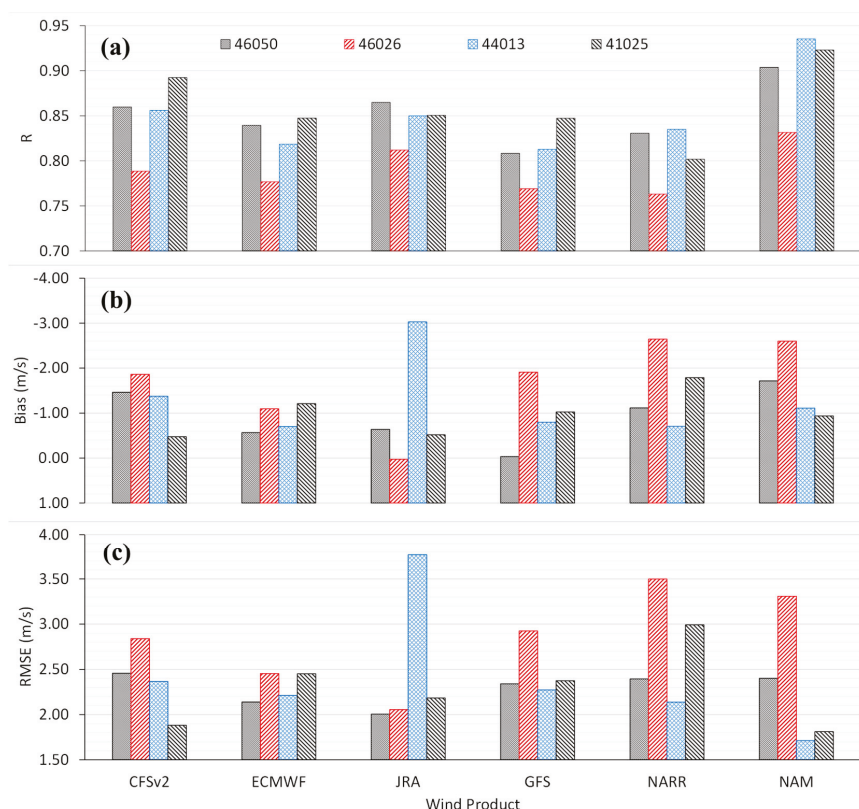 (a)
46050 46026 44013 41025
0.95
0.90
0.85
0.80
0.75
0.70
R
(b)
-4.00
-3.00
-2.00
-1.00
0.00
1.00
Bias (m/s)
(c)
4.00
3.50
3.00
2.50
2.00
1.50
RMSE (m/s)
CFSv2 ECMWF JRA GFS NARR NAM
Wind Product